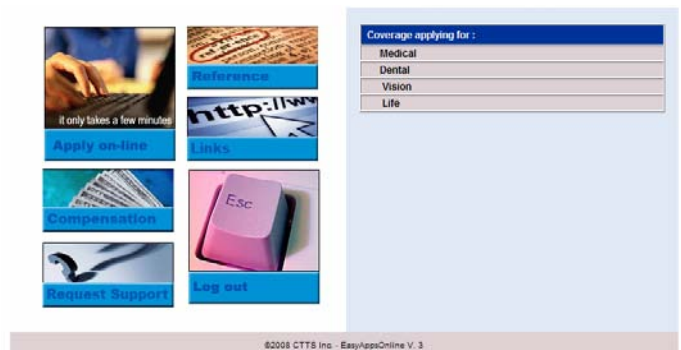 it only takes a few minutes
Apply on-line
Reference
http://ww
Links
Compensation
Esc
Request Support
Log out
Coverage applying for :
Medical
Dental
Vision
Life
©2008 CTTS Inc. - EasyAppsOnline V. 3